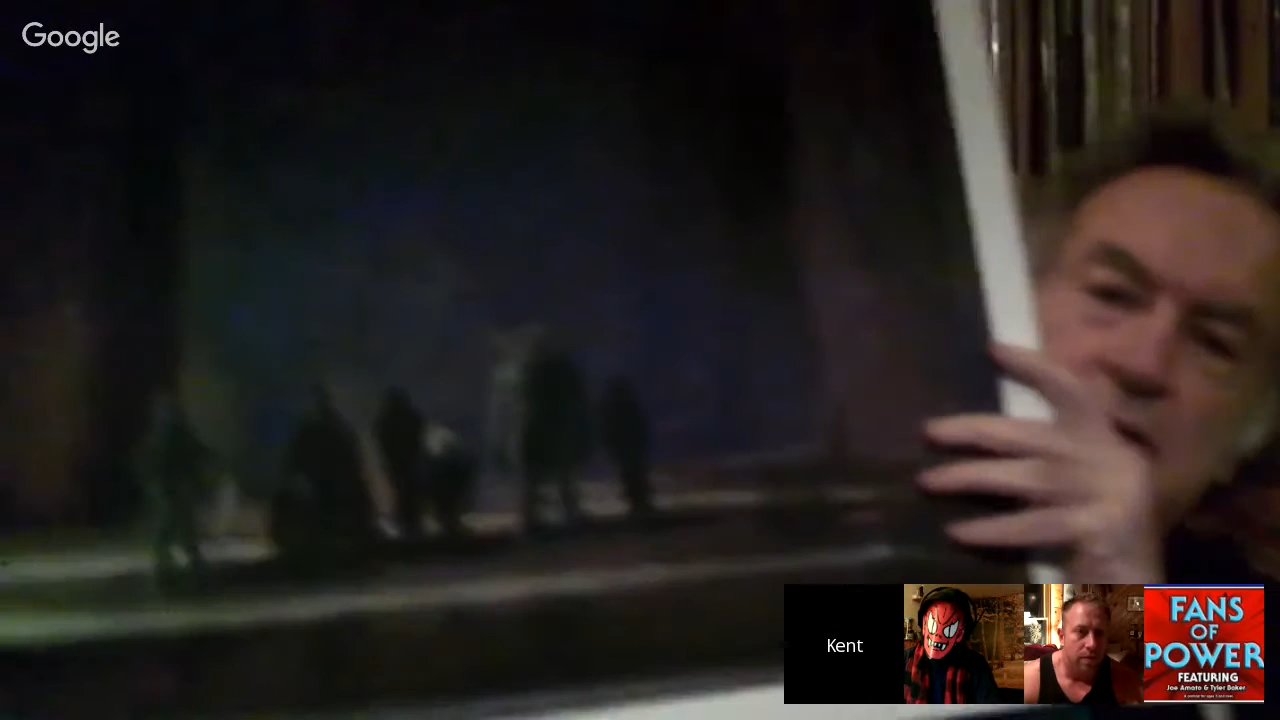 Google
Kent
FANS
OF
POWER
FEATURING
Joe Amato & Tyler Baker